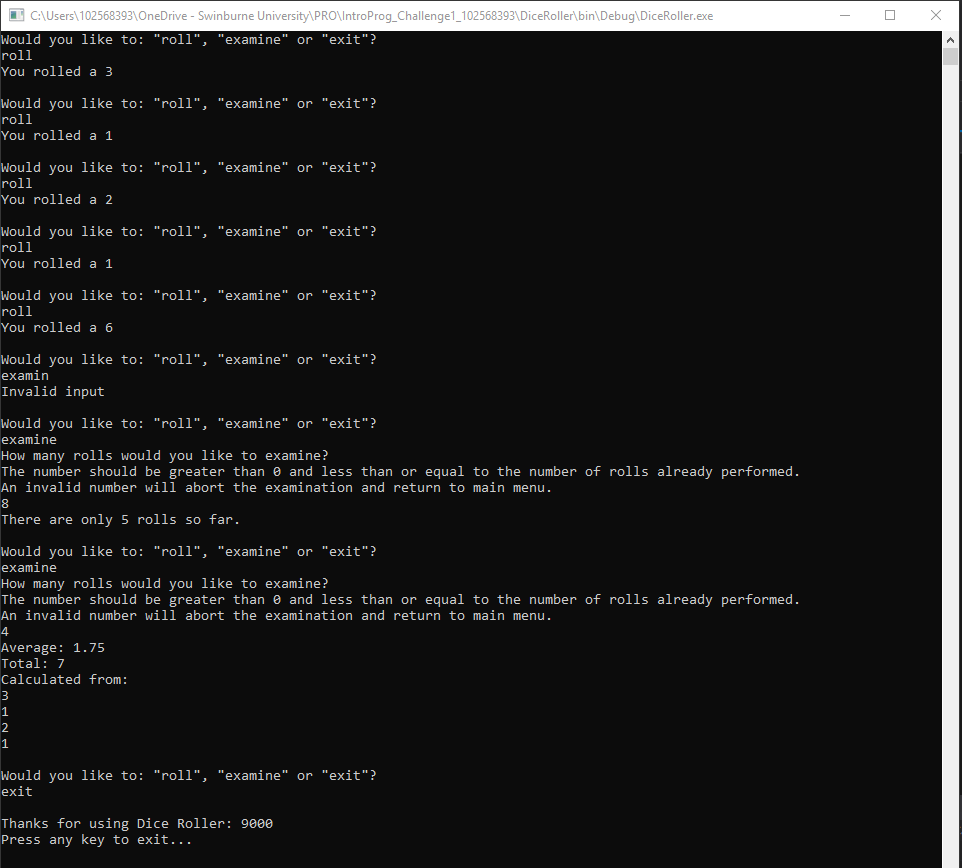 C:\Users\102568393\OneDrive - Swinburne University\PRO\IntroProg_Challenge1_102568393\DiceRoller\bin\Debug\DiceRoller.exe
Would you like to: "roll", "examine" or "exit"?
roll
You rolled a 3
Would you like to: "roll", "examine" or "exit"?
roll
You rolled a 1
Would you like to: "roll", "examine" or "exit"?
roll
You rolled a 2
Would you like to: "roll", "examine" or "exit"?
roll
You rolled a 1
Would you like to: "roll", "examine" or "exit"?
roll
You rolled a 6
Would you like to: "roll", "examine" or "exit"?
examin
Invalid input
Would you like to: "roll", "examine" or "exit"?
examine
How many rolls would you like to examine?
The number should be greater than 0 and less than or equal to the number of rolls already performed.
An invalid number will abort the examination and return to main menu.
8
There are only 5 rolls so far.
Would you like to: "roll", "examine" or "exit"?
examine
How many rolls would you like to examine?
The number should be greater than 0 and less than or equal to the number of rolls already performed.
An invalid number will abort the examination and return to main menu.
4
Average: 1.75
Total: 7
Calculated from:
3
1
2
1
Would you like to: "roll", "examine" or "exit"?
exit
Thanks for using Dice Roller: 9000
Press any key to exit...